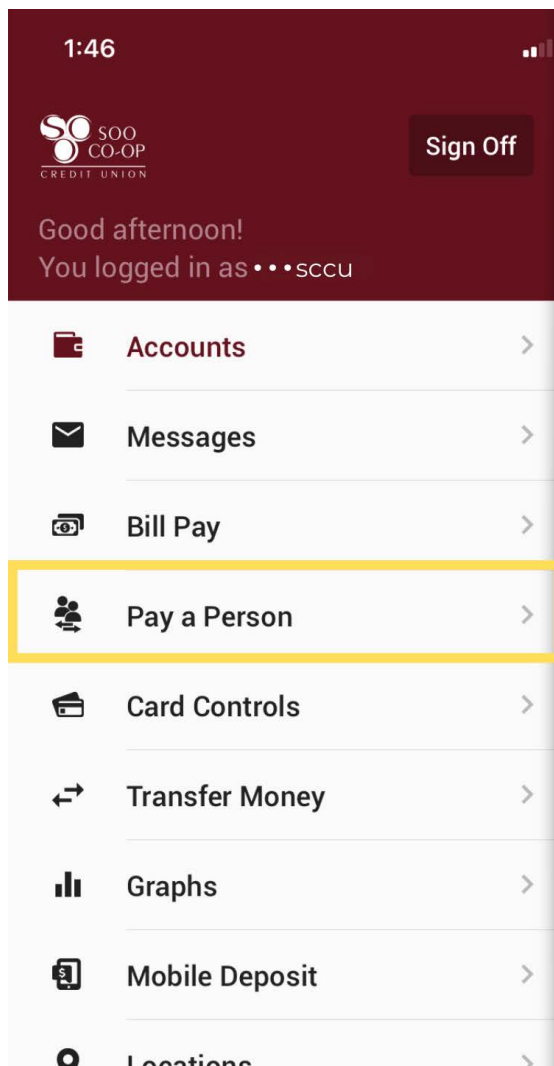 1:46
SOO
CO-OP
CREDIT UNION
Sign Off
Good afternoon!
You logged in as •••sccu
Accounts
Messages
Bill Pay
Pay a Person
Card Controls
Transfer Money
Graphs
Mobile Deposit
Locations